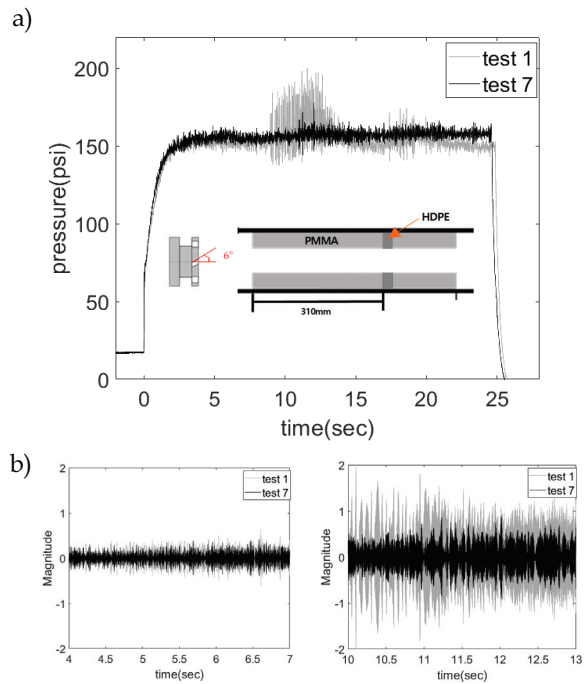 a)
test 1
test 7
200
150
100
50
0
pressure(psi)
HDPE
PMMA
6°
310mm
0 5 10 15 20 25
time(sec)
b)
test 1
test 7
2
1
0
-1
-2
Magnitude
4 4.5 5 5.5 6 6.5 7
time(sec)
test 1
test 7
2
1
0
-1
-2
Magnitude
10 10.5 11 11.5 12 12.5 13
time(sec)